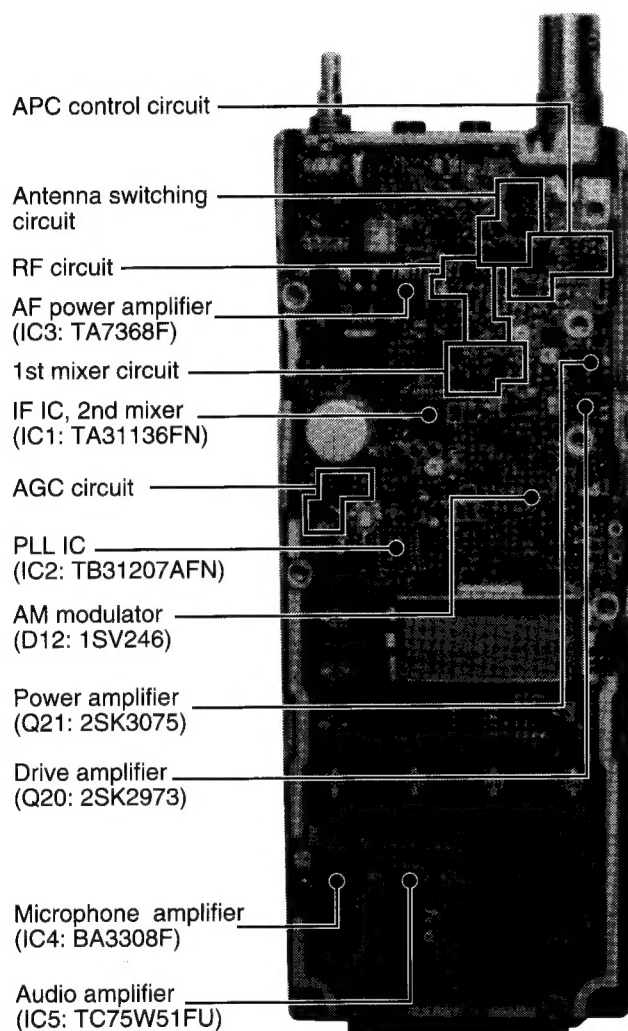 APC control circuit
Antenna switching
circuit
RF circuit
AF power amplifier
(IC3: TA7368F)
1st mixer circuit
IF IC, 2nd mixer
(IC1: TA31136FN)
AGC circuit
PLL IC
(IC2: TB31207AFN)
AM modulator
(D12: 1SV246)
Power amplifier
(Q21: 2SK3075)
Drive amplifier
(Q20: 2SK2973)
Microphone amplifier
(IC4: BA3308F)
Audio amplifier
(IC5: TC75W51FU)